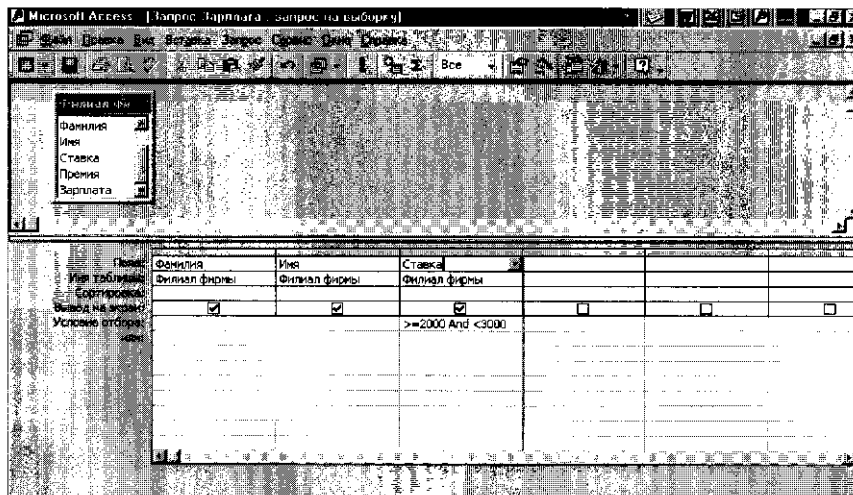 Microsoft Access - [Запрос Зарплата : запрос на выборку]
Файл Правка Вид Вставка Запрос Сервис Окно Справка
Все
Филиал фи
Фамилия
Имя
Ставка
Премия
Зарплата
Поле: Фамилия Имя Ставка
Имя таблицы: Филиал фирмы Филиал фирмы Филиал фирмы
Сортировка:
Вывод на экран:
Условие отбора: >=2000 And <3000
или: